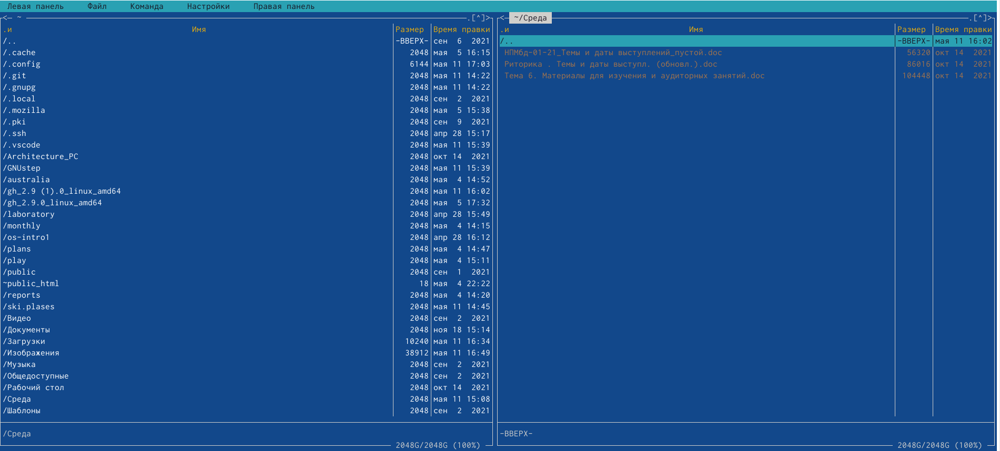 Левая панель Файл Команда Настройки Правая панель
<- ~ .[^]>
.и Имя Размер Время правки
/.. -ВВЕРХ- сен 6 2021
/.cache 2048 мая 5 16:15
/.config 6144 мая 11 17:03
/.git 2048 мая 11 14:22
/.gnupg 2048 мая 11 14:22
/.local 2048 сен 2 2021
/.mozilla 2048 мая 5 15:38
/.pki 2048 сен 9 2021
/.ssh 2048 апр 28 15:17
/.vscode 2048 мая 11 15:39
/Architecture_PC 2048 окт 14 2021
/GNUstep 2048 мая 11 15:39
/australia 2048 мая 4 14:52
/gh_2.9 (1).0_linux_amd64 2048 мая 11 16:02
/gh_2.9.0_linux_amd64 2048 мая 5 17:32
/laboratory 2048 апр 28 15:49
/monthly 2048 мая 4 14:15
/os-intro1 2048 апр 28 16:12
/plans 2048 мая 4 14:47
/play 2048 мая 4 15:11
/public 2048 сен 1 2021
~public_html 18 мая 4 22:22
/reports 2048 мая 4 14:20
/ski.plases 2048 мая 11 14:45
/Видео 2048 сен 2 2021
/Документы 2048 ноя 18 15:14
/Загрузки 10240 мая 11 16:34
/Изображения 38912 мая 11 16:49
/Музыка 2048 сен 2 2021
/Общедоступные 2048 сен 2 2021
/Рабочий стол 2048 окт 14 2021
/Среда 2048 мая 11 15:08
/Шаблоны 2048 сен 2 2021
/Среда
2048G/2048G (100%)
<- ~/Среда .[^]>
.и Имя Размер Время правки
/.. -ВВЕРХ- мая 11 16:02
НПМбд-01-21_Темы и даты выступлений_пустой.doc 56320 окт 14 2021
Риторика . Темы и даты выступл. (обновл.).doc 86016 окт 14 2021
Тема 6. Материалы для изучения и аудиторных занятий.doc 104448 окт 14 2021
-ВВЕРХ-
2048G/2048G (100%)